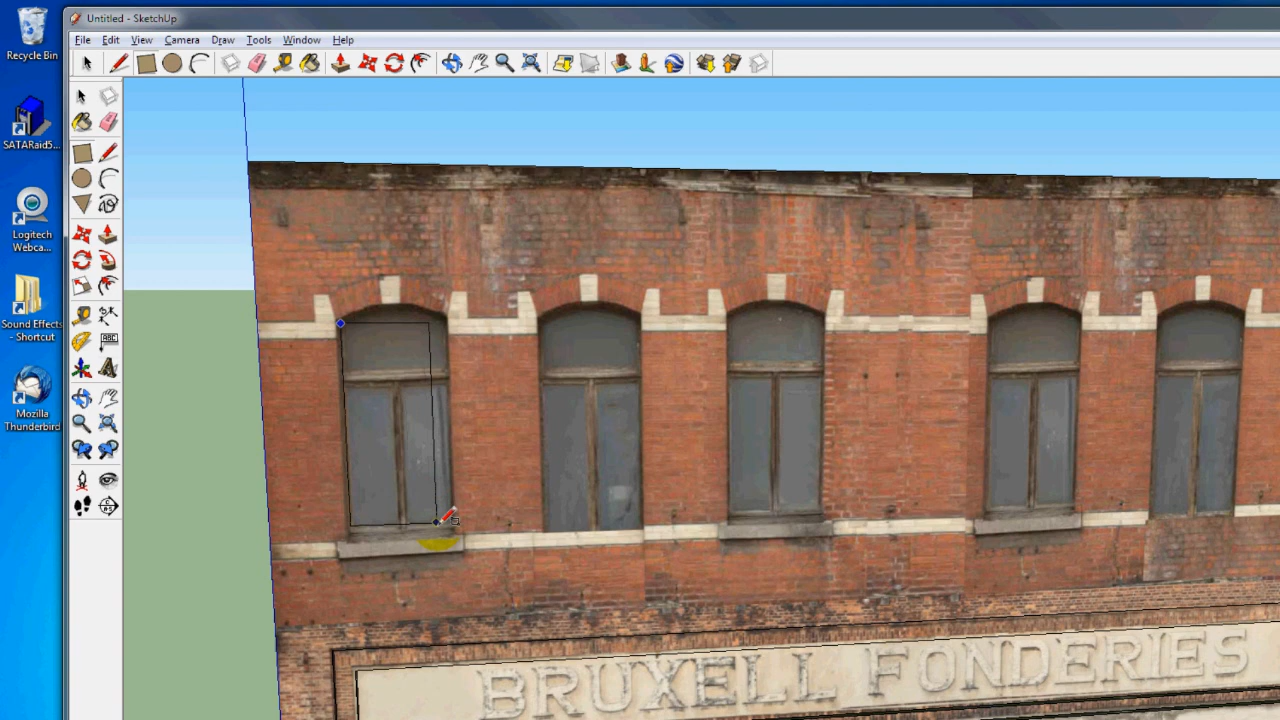 Untitled - SketchUp
File Edit View Camera Draw Tools Window Help
Recycle Bin
SATARaid5...
Logitech
Webca...
Sound Effects
- Shortcut
Mozilla
Thunderbird
ABC
BRUXELL FONDERIES